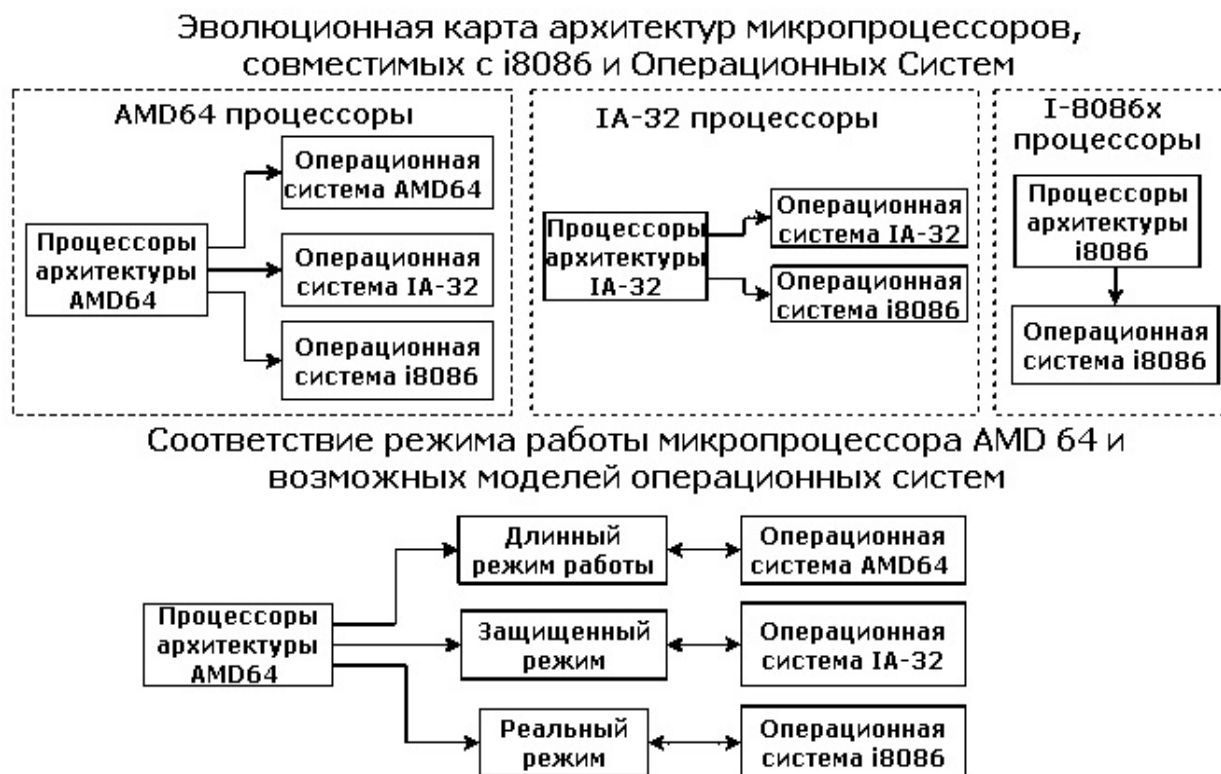 Эволюционная карта архитектур микропроцессоров,
совместимых с i8086 и Операционных Систем
AMD64 процессоры
Процессоры
архитектуры
AMD64
Операционная
система AMD64
Операционная
система IA-32
Операционная
система i8086
IA-32 процессоры
Процессоры
архитектуры
IA-32
Операционная
система IA-32
Операционная
система i8086
I-8086x
процессоры
Процессоры
архитектуры
i8086
Операционная
система i8086
Соответствие режима работы микропроцессора AMD 64 и
возможных моделей операционных систем
Процессоры
архитектуры
AMD64
Длинный
режим работы
Операционная
система AMD64
Защищенный
режим
Операционная
система IA-32
Реальный
режим
Операционная
система i8086